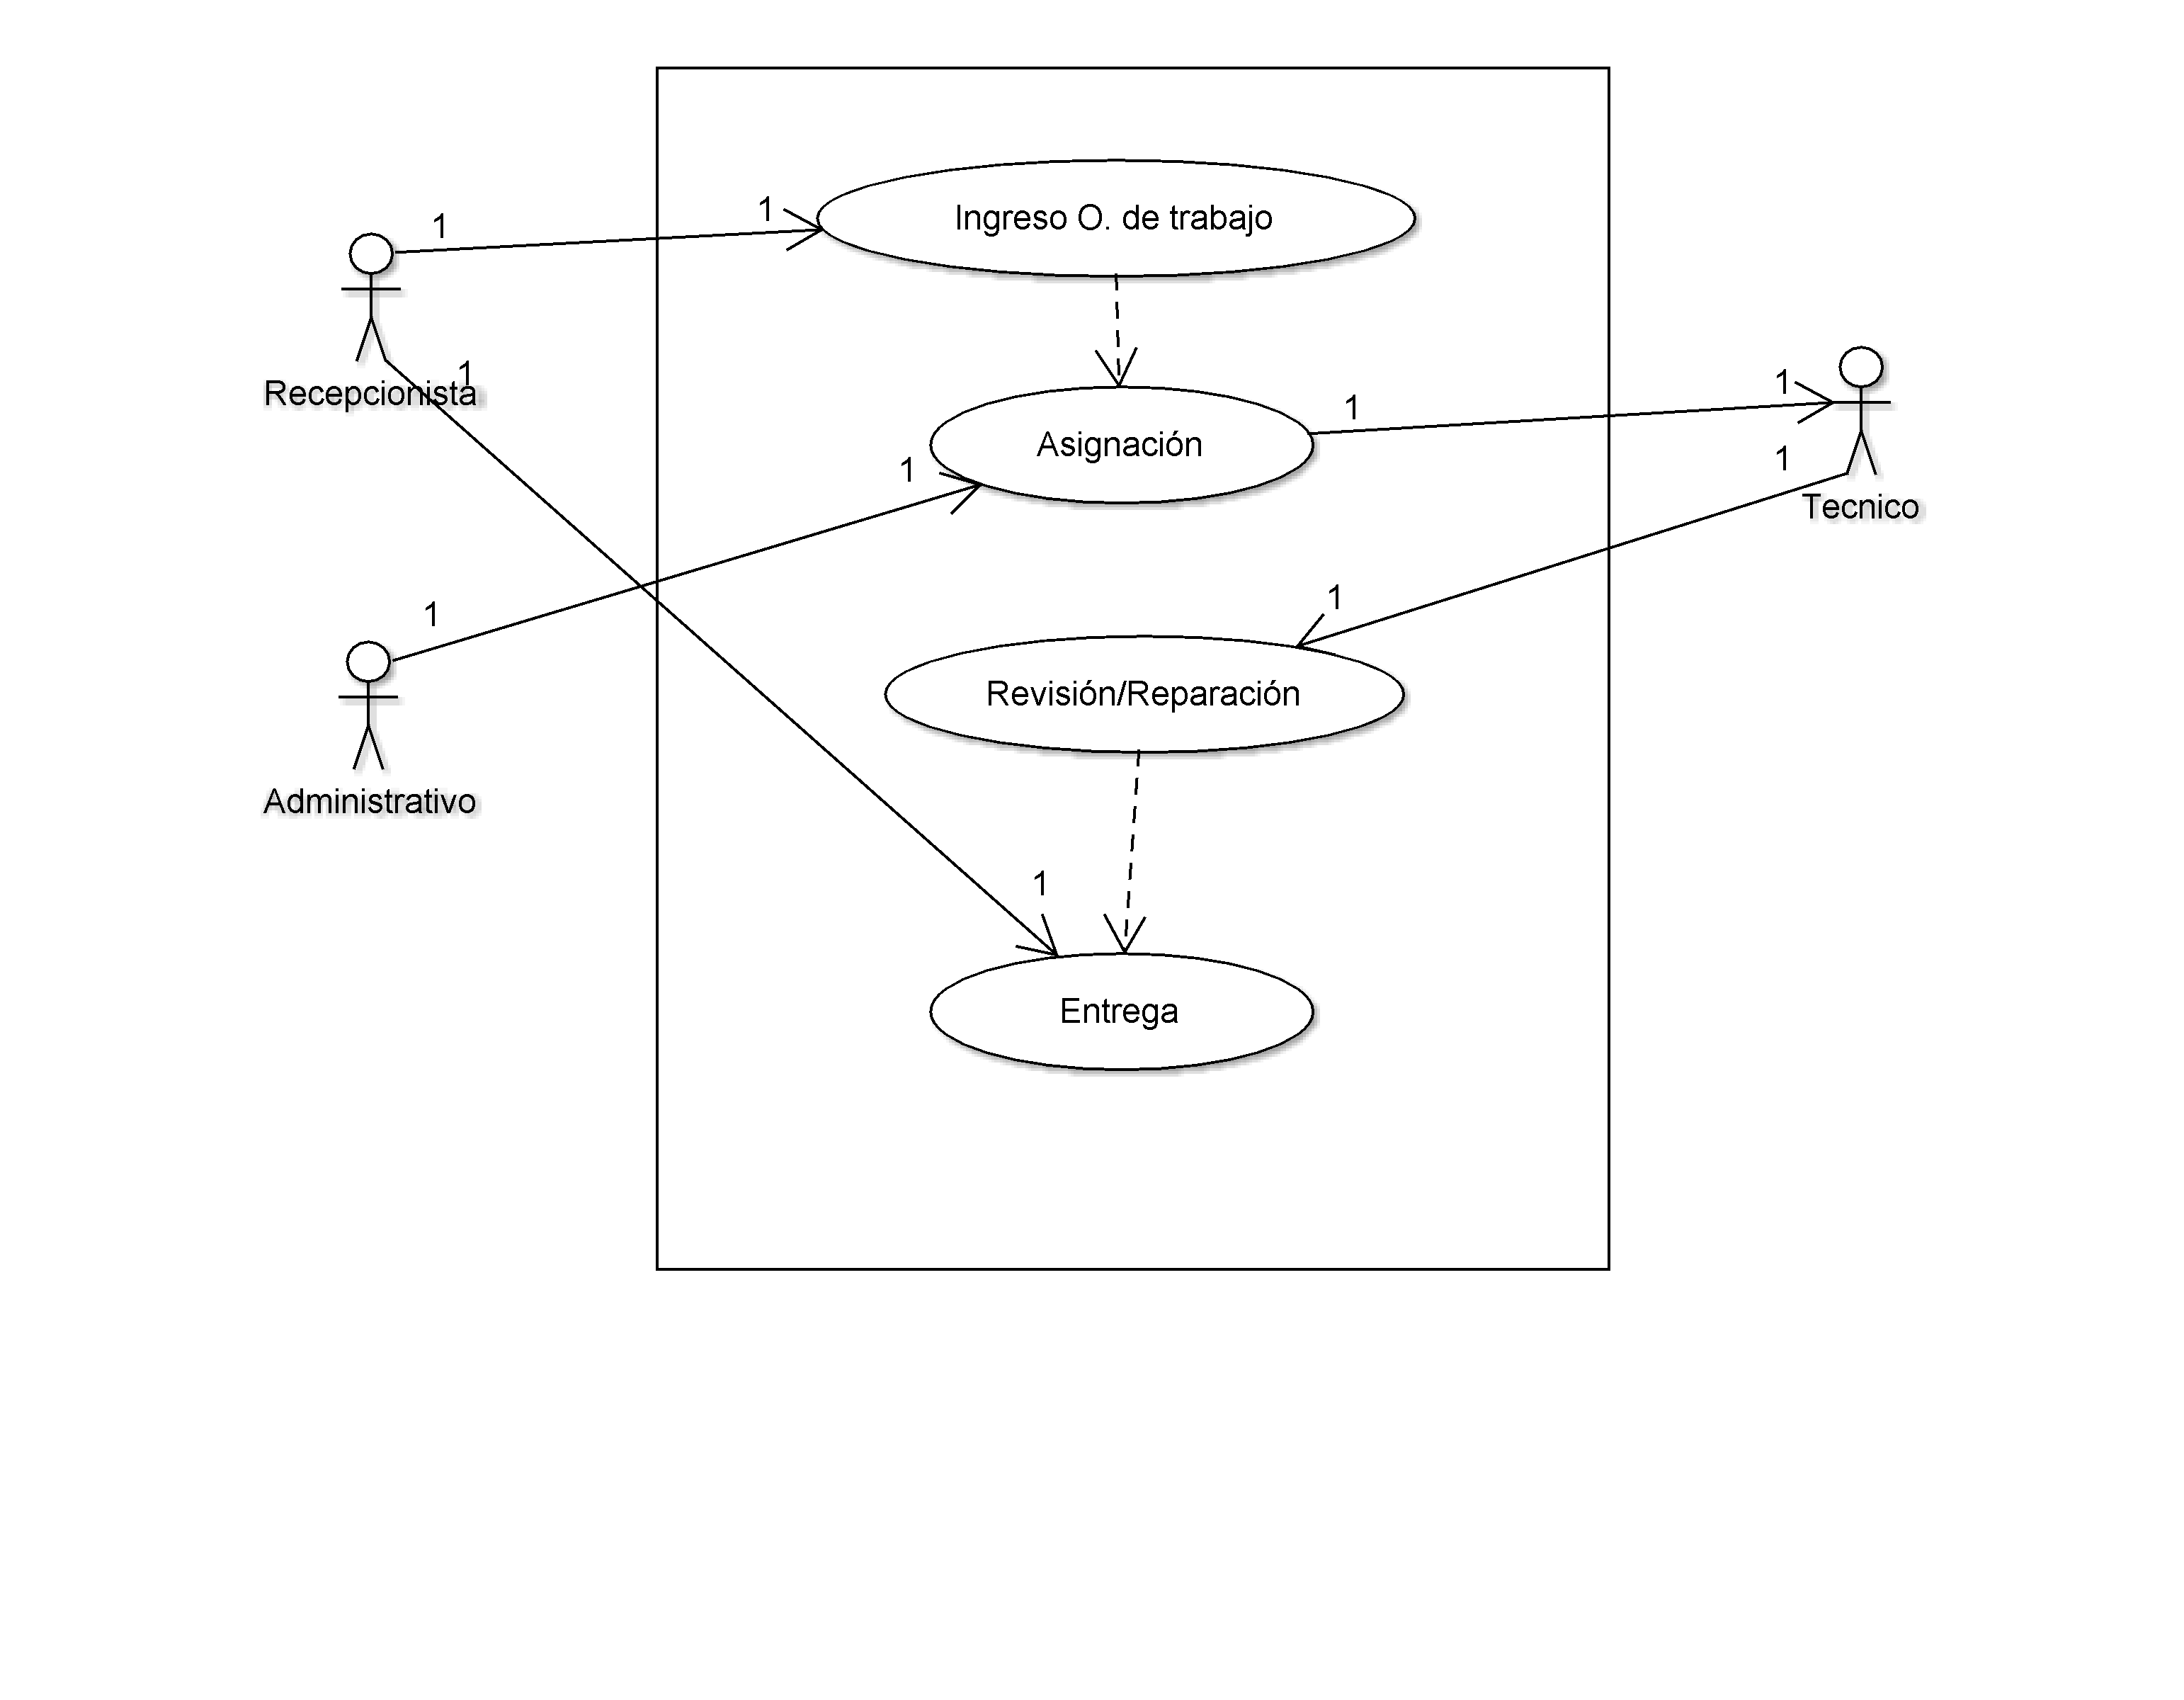 1
1
Ingreso O. de trabajo
1
Recepcionista
1
1
Asignación
1
1
Tecnico
1
1
Revisión/Reparación
Administrativo
1
Entrega